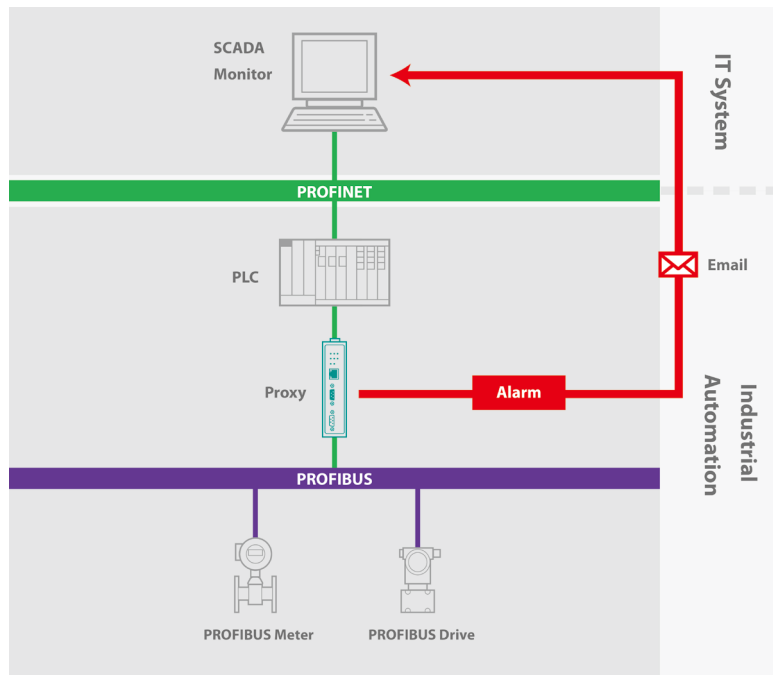 SCADA
Monitor
IT System
PROFINET
PLC
Email
Proxy
Alarm
Industrial
Automation
PROFIBUS
PROFIBUS Meter
PROFIBUS Drive